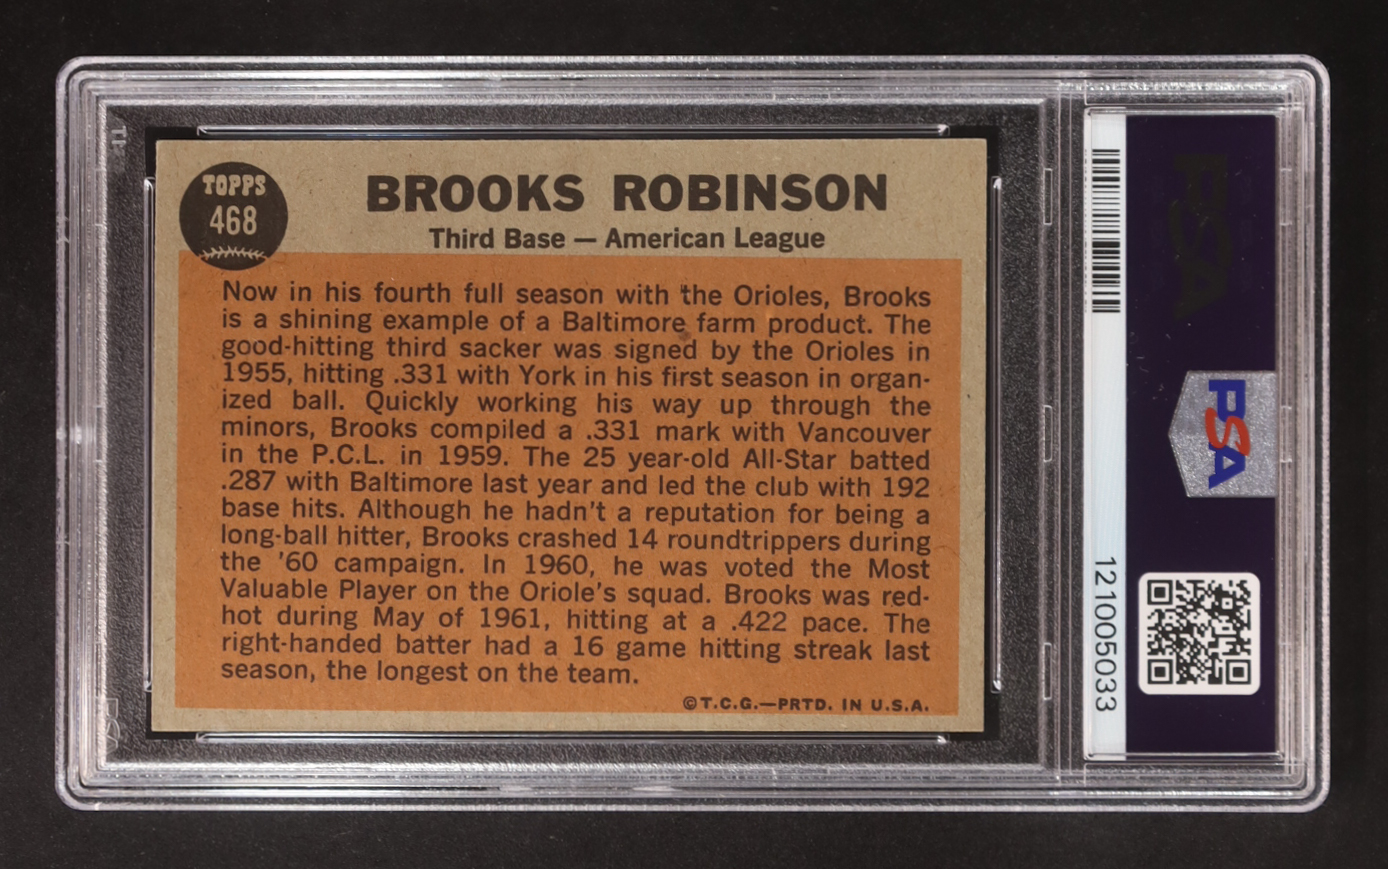 TOPPS
468
BROOKS ROBINSON
Third Base — American League
Now in his fourth full season with the Orioles, Brooks
is a shining example of a Baltimore farm product. The
good-hitting third sacker was signed by the Orioles in
1955, hitting .331 with York in his first season in organ-
ized ball. Quickly working his way up through the
minors, Brooks compiled a .331 mark with Vancouver
in the P.C.L. in 1959. The 25 year-old All-Star batted
.287 with Baltimore last year and led the club with 192
base hits. Although he hadn't a reputation for being a
long-ball hitter, Brooks crashed 14 roundtrippers during
the '60 campaign. In 1960, he was voted the Most
Valuable Player on the Oriole's squad. Brooks was red-
hot during May of 1961, hitting at a .422 pace. The
right-handed batter had a 16 game hitting streak last
season, the longest on the team.
©T.C.G.—PRTD. IN U.S.A.
PSA
PSA
121005033